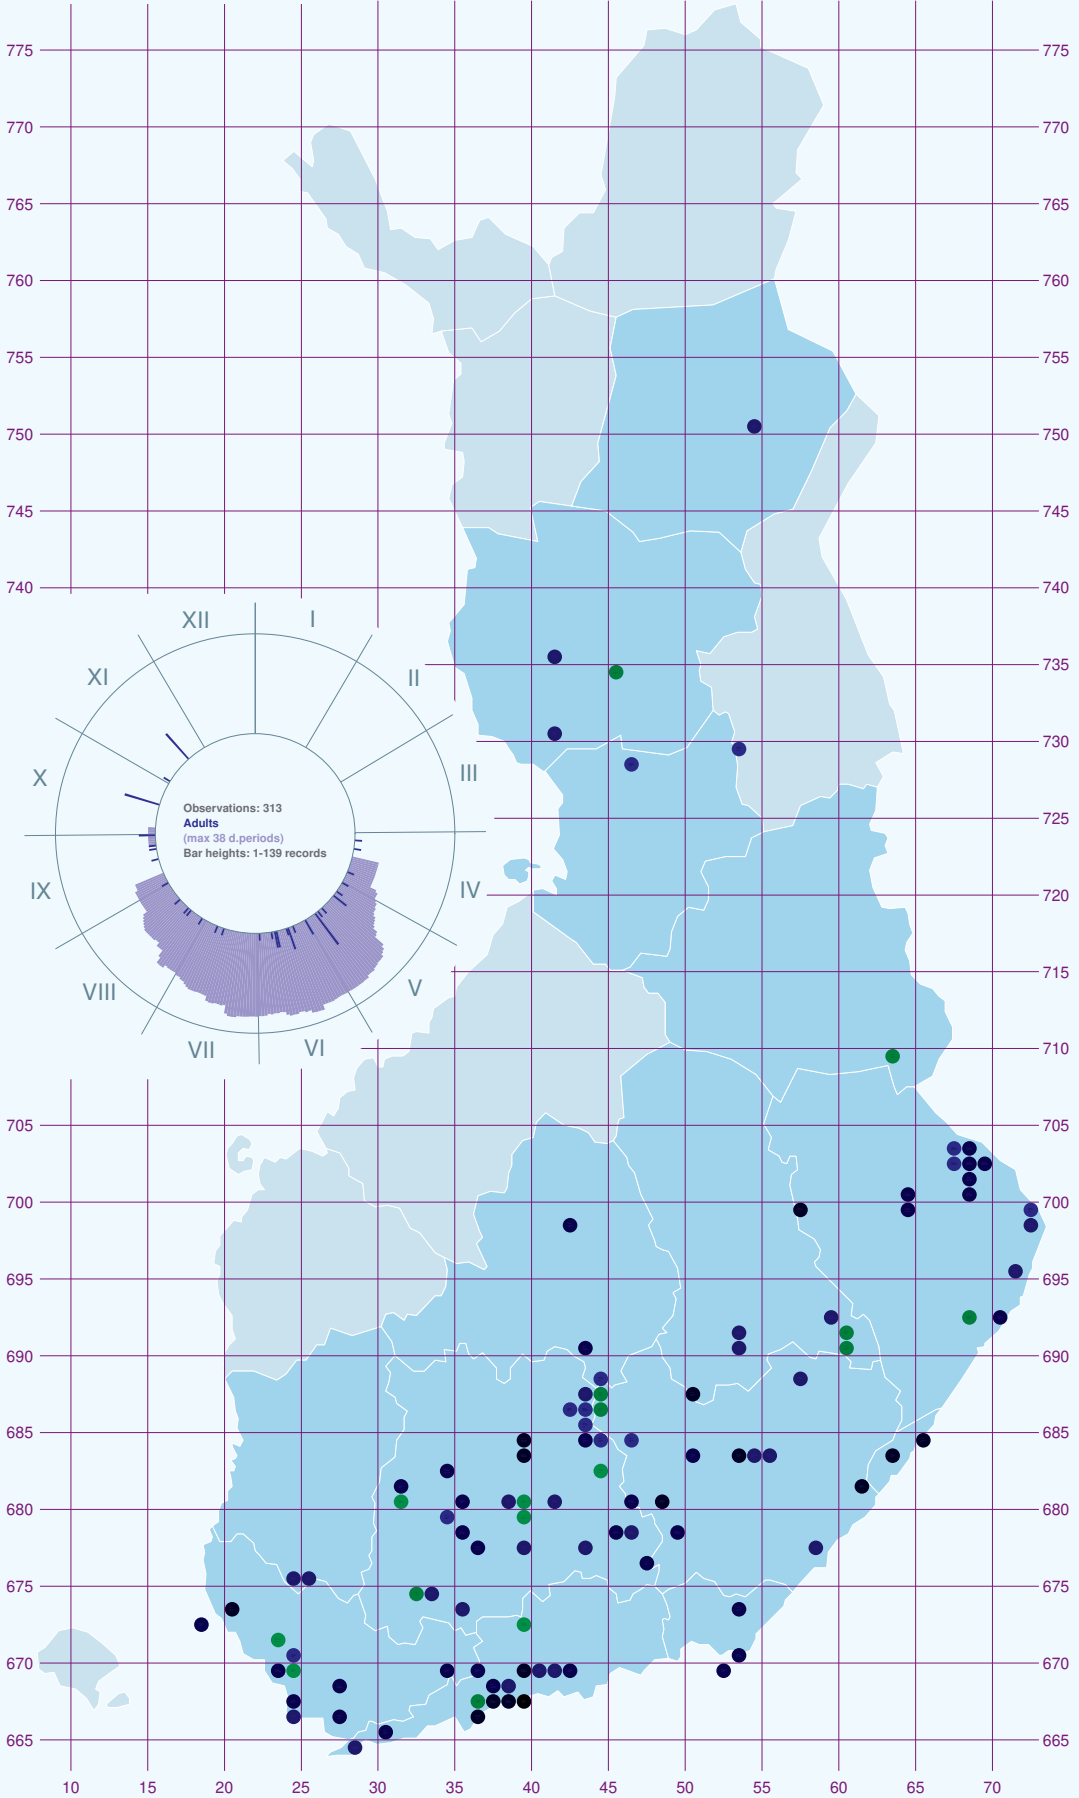 775 775
770 770
765 765
760 760
755 755
750 750
745 745
740 740
XII I
XI II
735 735
730 730
X III
Observations: 313
Adults
(max 38 d.periods)
Bar heights: 1-139 records
725 725
IX IV
720 720
715 715
VIII V
VII VI
710 710
705 705
700 700
695 695
690 690
685 685
680 680
675 675
670 670
665 665
10 15 20 25 30 35 40 45 50 55 60 65 70